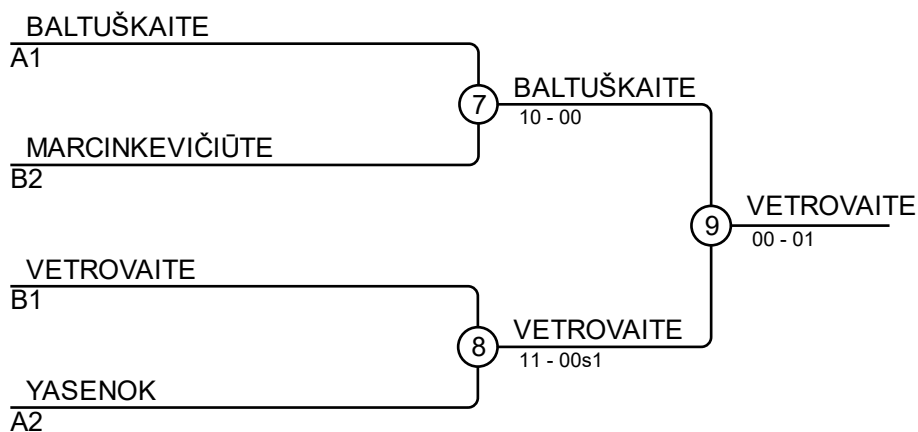 BALTUŠKAITE
A1
7
BALTUŠKAITE
10 - 00
MARCINKEVIČIŪTE
B2
9
VETROVAITE
00 - 01
VETROVAITE
B1
8
VETROVAITE
11 - 00s1
YASENOK
A2